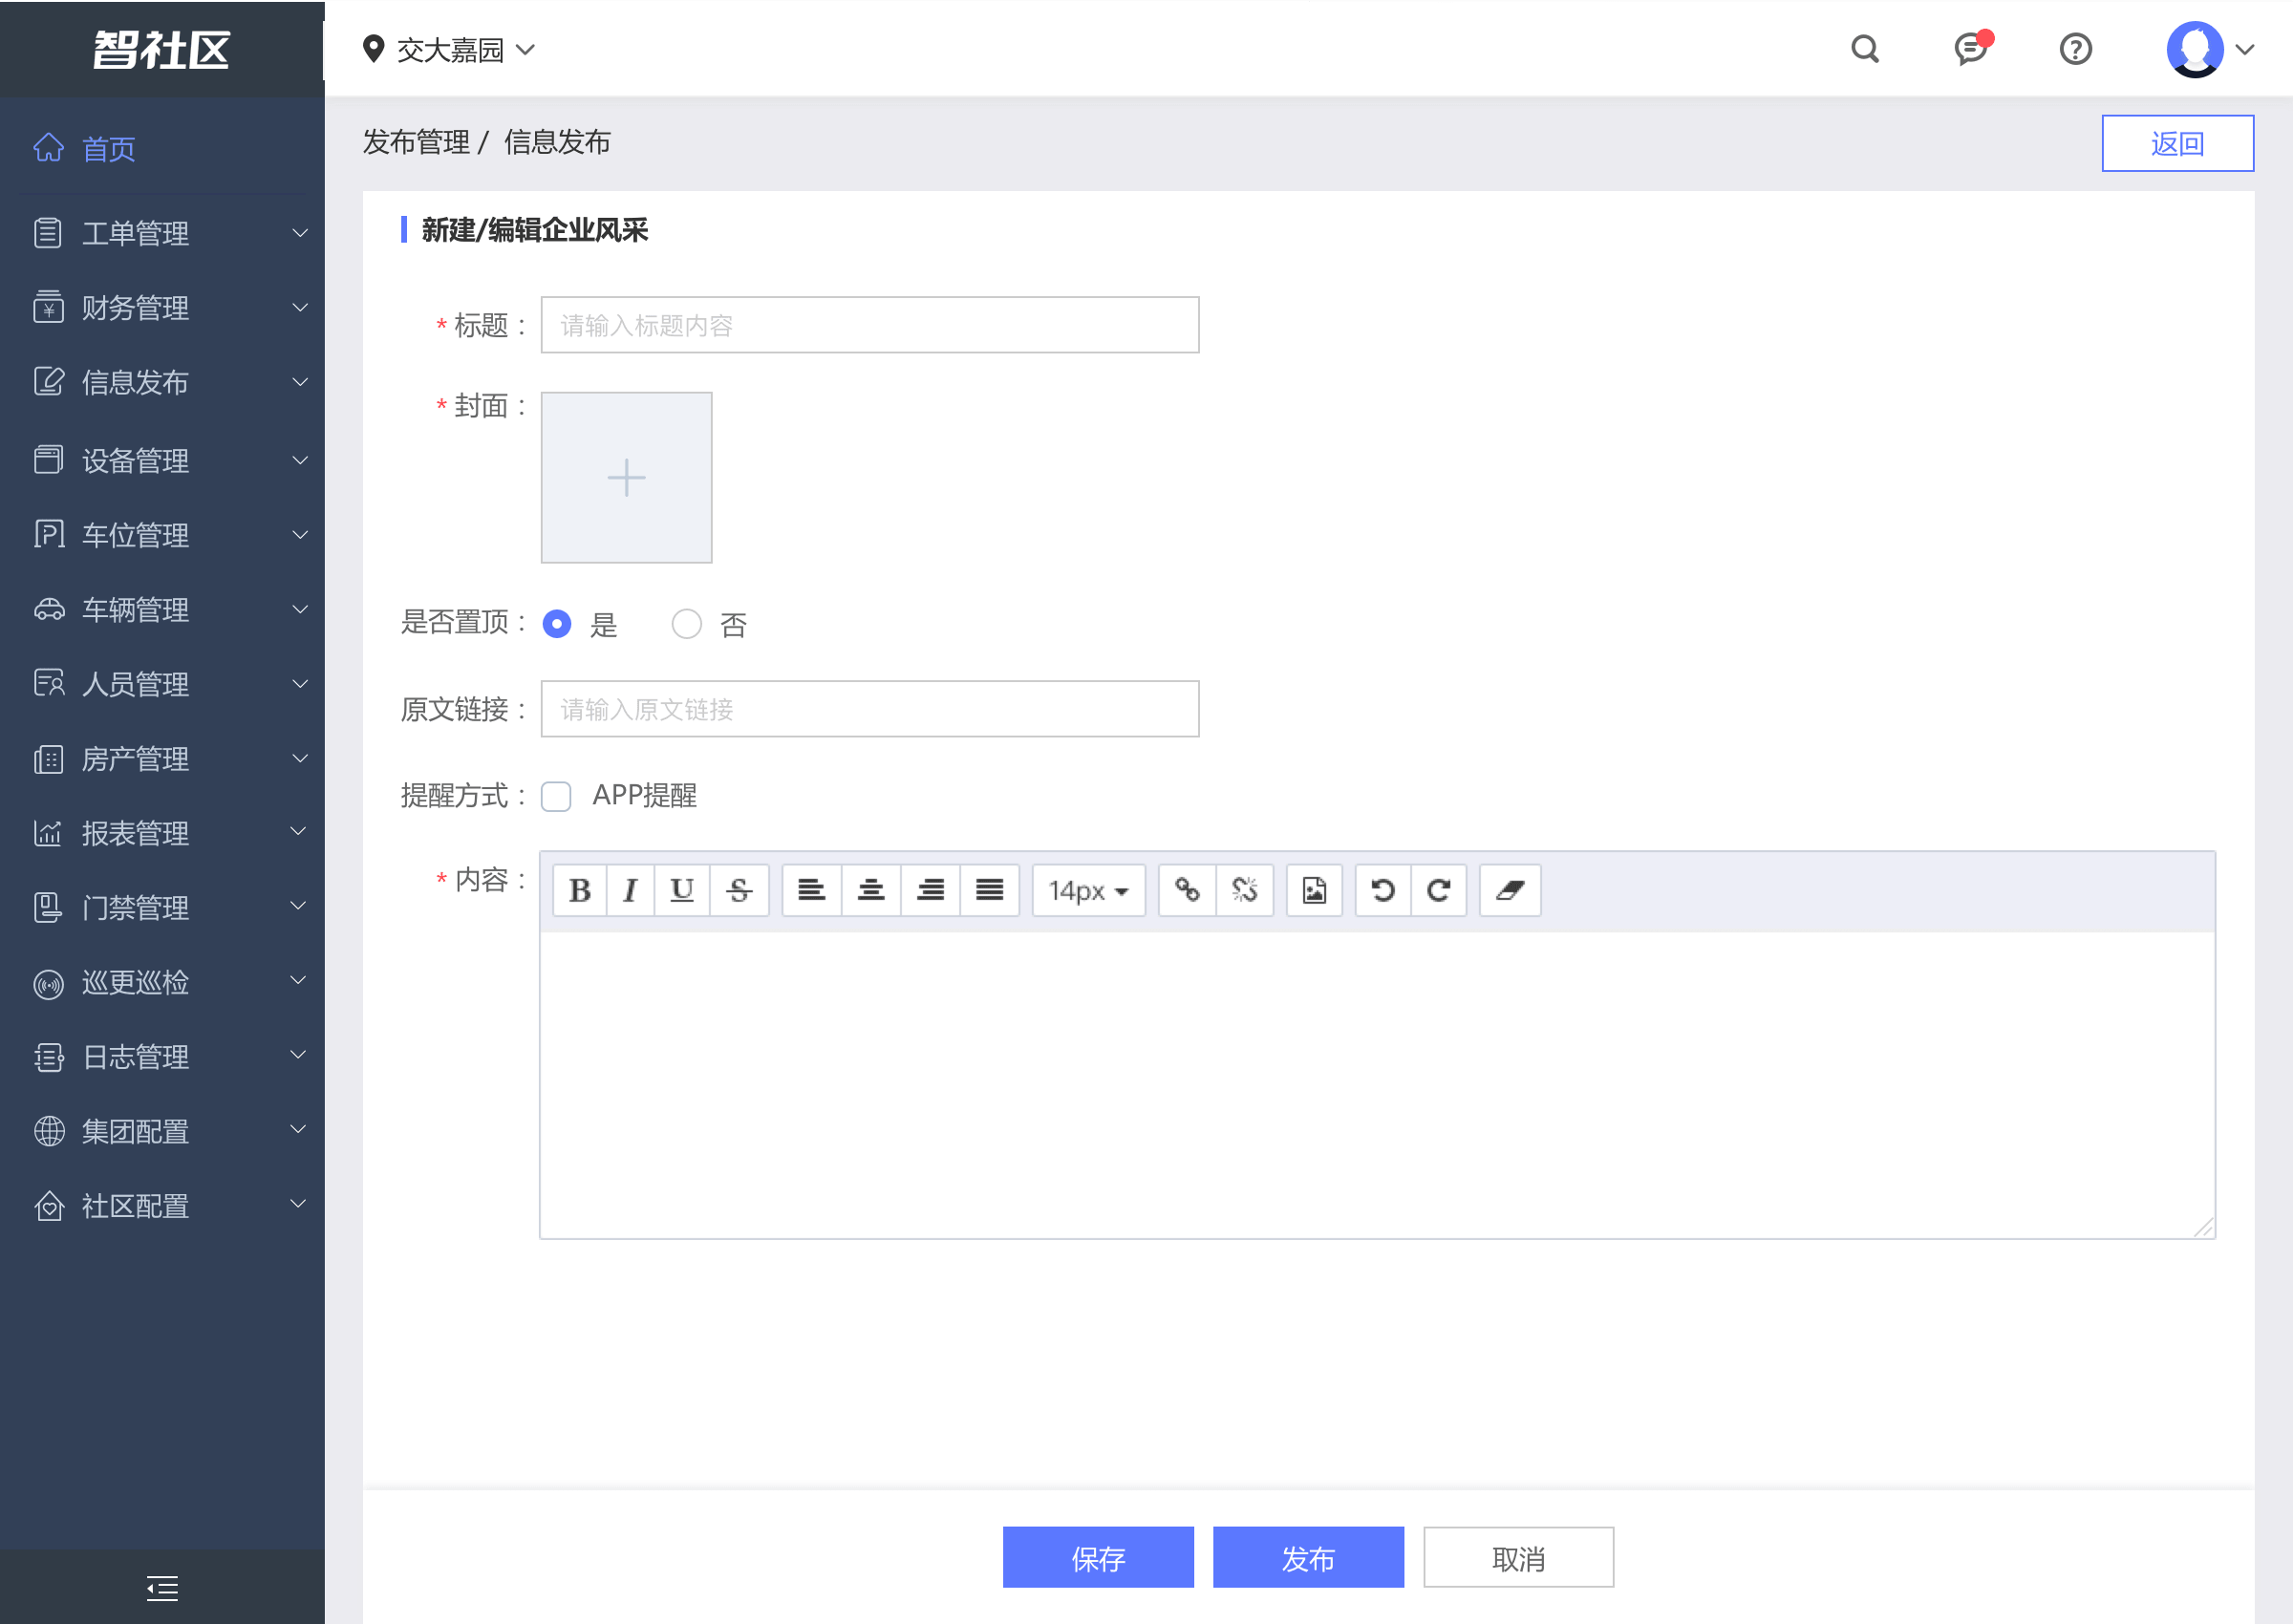 智社区
交大嘉园
首页
工单管理
财务管理
信息发布
设备管理
车位管理
车辆管理
人员管理
房产管理
报表管理
门禁管理
巡更巡检
日志管理
集团配置
社区配置
发布管理 / 信息发布
返回
新建/编辑企业风采
* 标题：
请输入标题内容
* 封面：
是否置顶： 是 否
原文链接：
请输入原文链接
提醒方式： APP提醒
* 内容：
B I U S 14px
保存 发布 取消